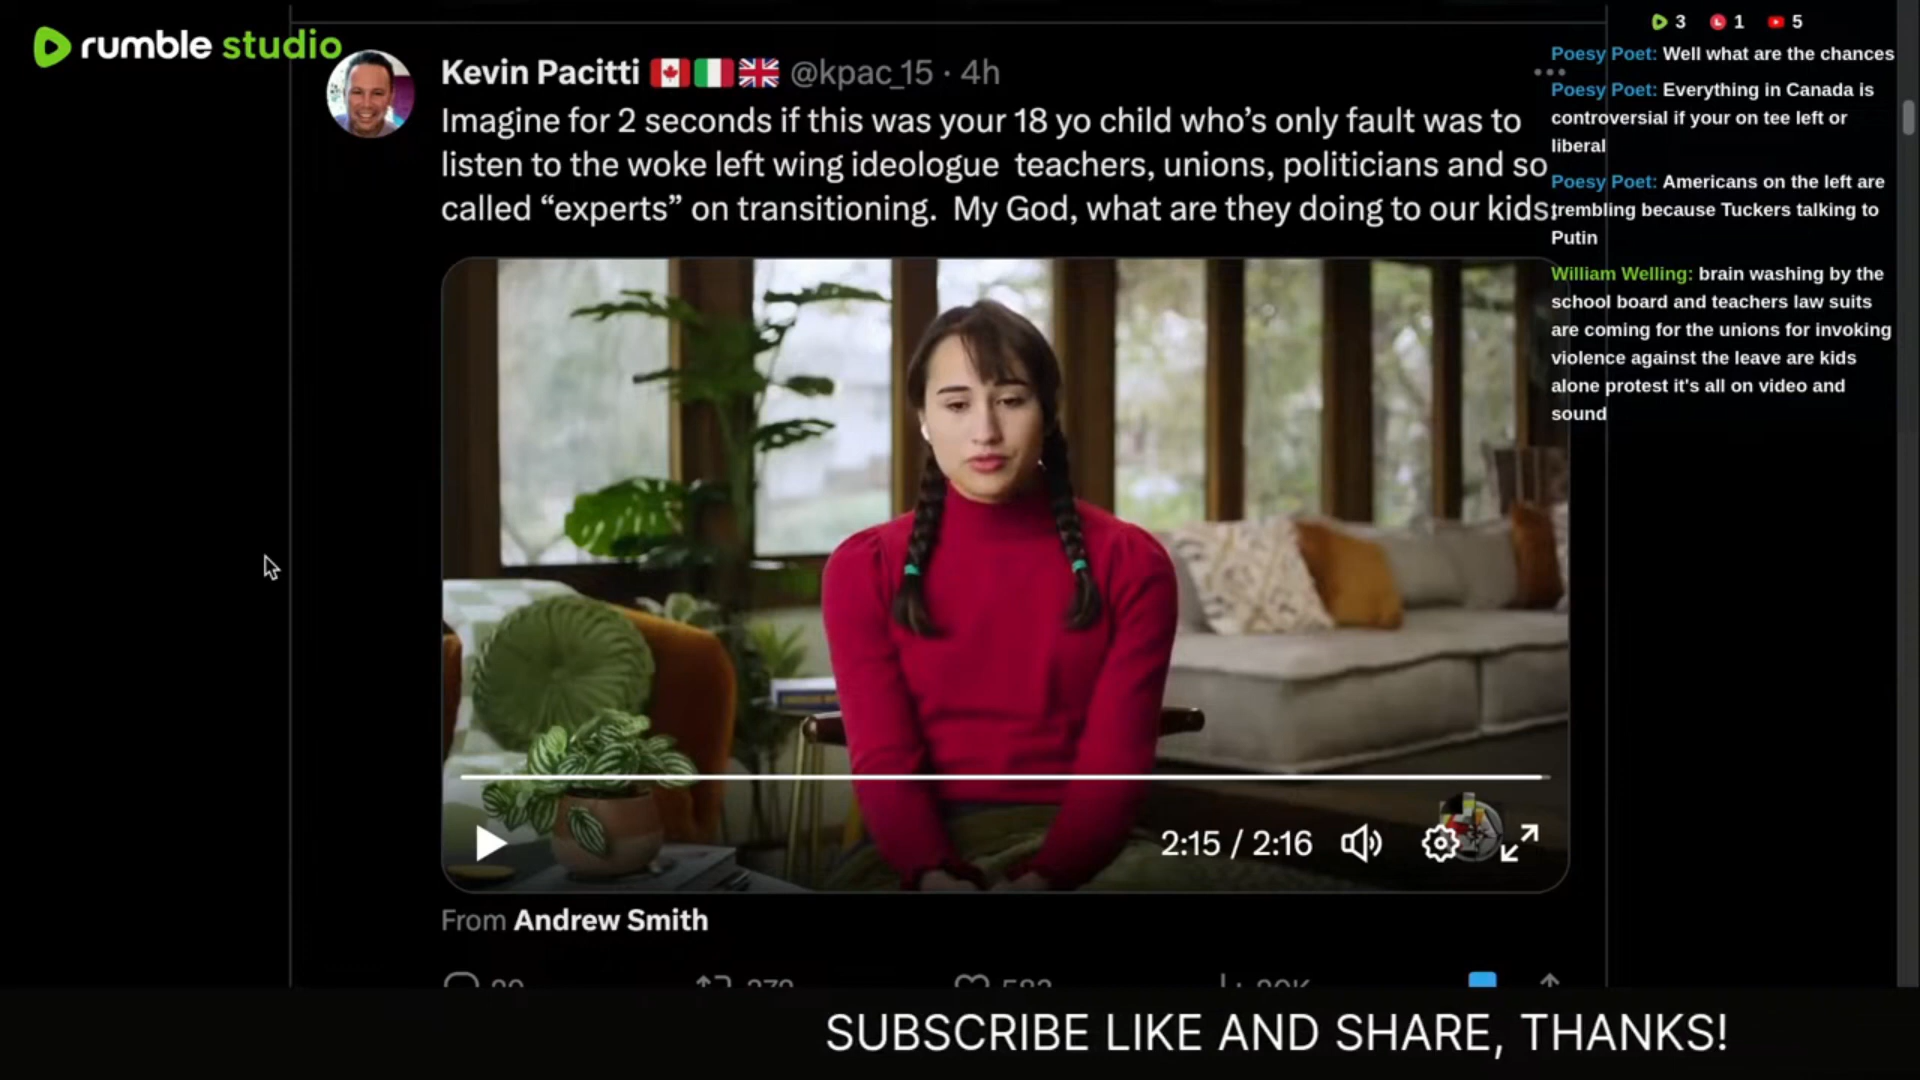 rumble studio
Kevin Pacitti 🇨🇦🇮🇹🇬🇧 @kpac_15 · 4h
Imagine for 2 seconds if this was your 18 yo child who’s only fault was to
listen to the woke left wing ideologue teachers, unions, politicians and so
called “experts” on transitioning. My God, what are they doing to our kids.
2:15 / 2:16
From Andrew Smith
3 1 5
Poesy Poet: Well what are the chances
Poesy Poet: Everything in Canada is
controversial if your on tee left or
liberal
Poesy Poet: Americans on the left are
trembling because Tuckers talking to
Putin
William Welling: brain washing by the
school board and teachers law suits
are coming for the unions for invoking
violence against the leave are kids
alone protest it's all on video and
sound
SUBSCRIBE LIKE AND SHARE, THANKS!